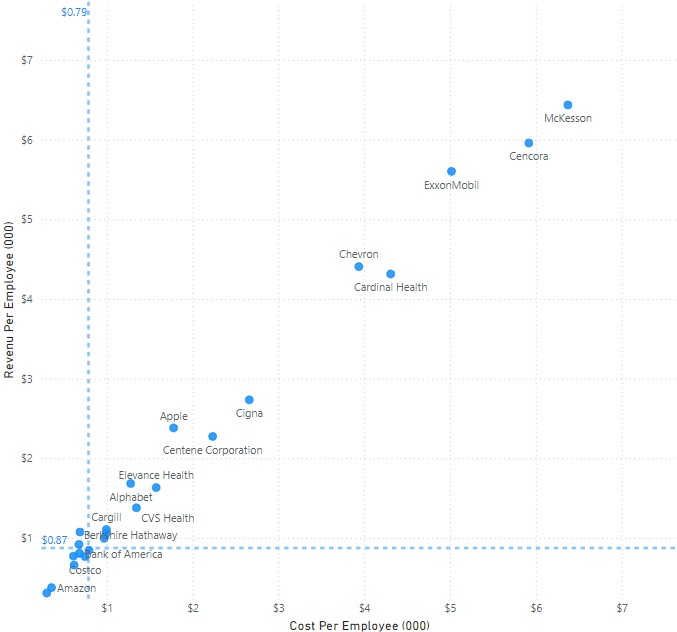 $0.79
$7
McKesson
$6
Cencora
ExxonMobil
$5
Chevron
$4
Cardinal Health
Revenu Per Employee (000)
$3
Apple
Cigna
Centene Corporation
$2
Elevance Health
Alphabet
Cargill
CVS Health
$1
Berkshire Hathaway
$0.87
Bank of America
Costco
Amazon
$1 $2 $3 $4 $5 $6 $7
Cost Per Employee (000)